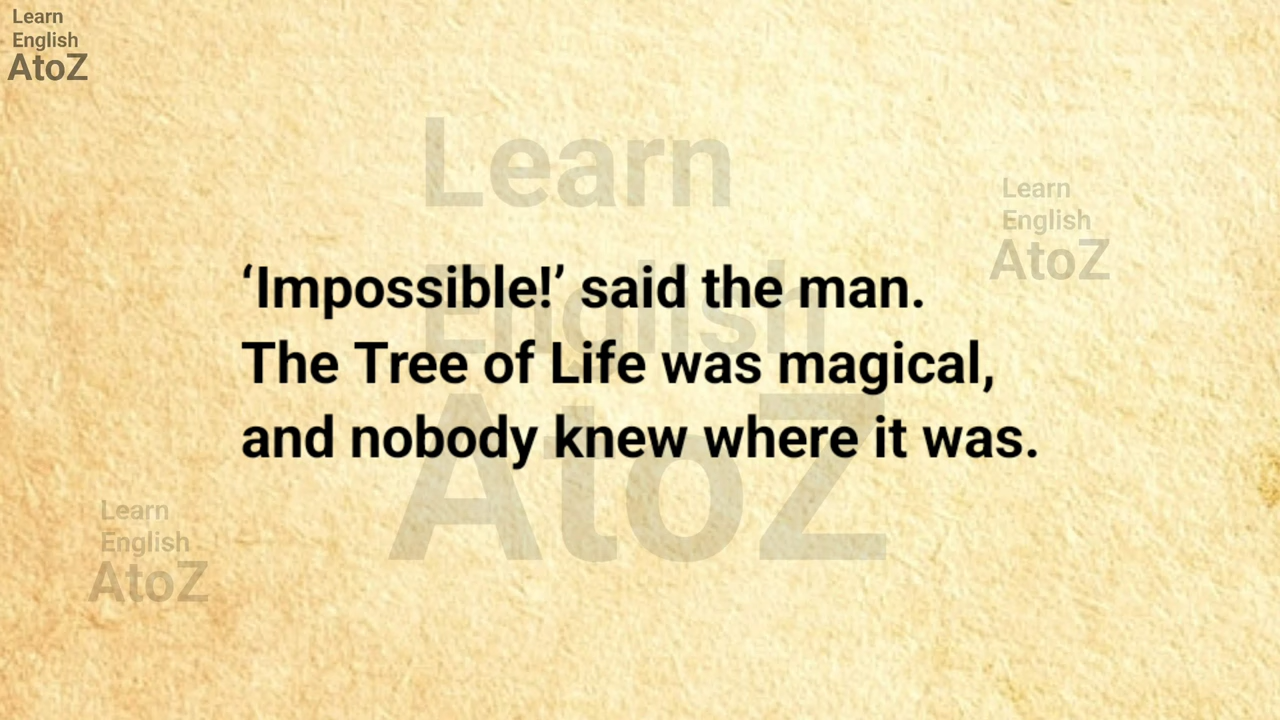 Learn
English
AtoZ
Learn
Learn
English
AtoZ
‘Impossible!’ said the man.
English
The Tree of Life was magical,
and nobody knew where it was.
AtoZ
Learn
English
AtoZ